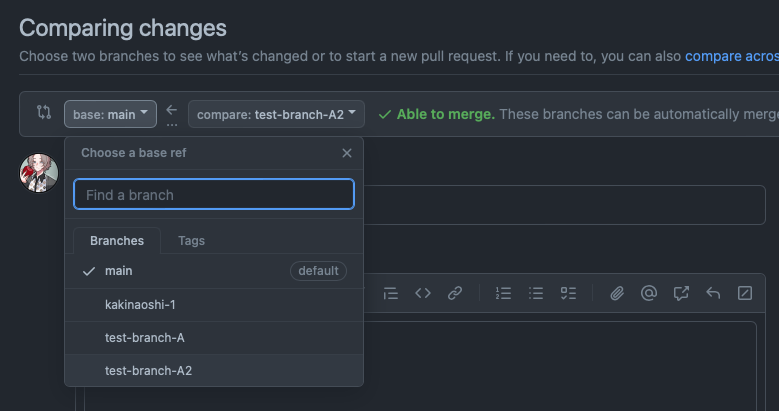 Comparing changes
Choose two branches to see what's changed or to start a new pull request. If you need to, you can also compare acros
base: main
compare: test-branch-A2
Able to merge. These branches can be automatically merge
Choose a base ref
Find a branch
Branches Tags
main default
kakinaoshi-1
test-branch-A
test-branch-A2